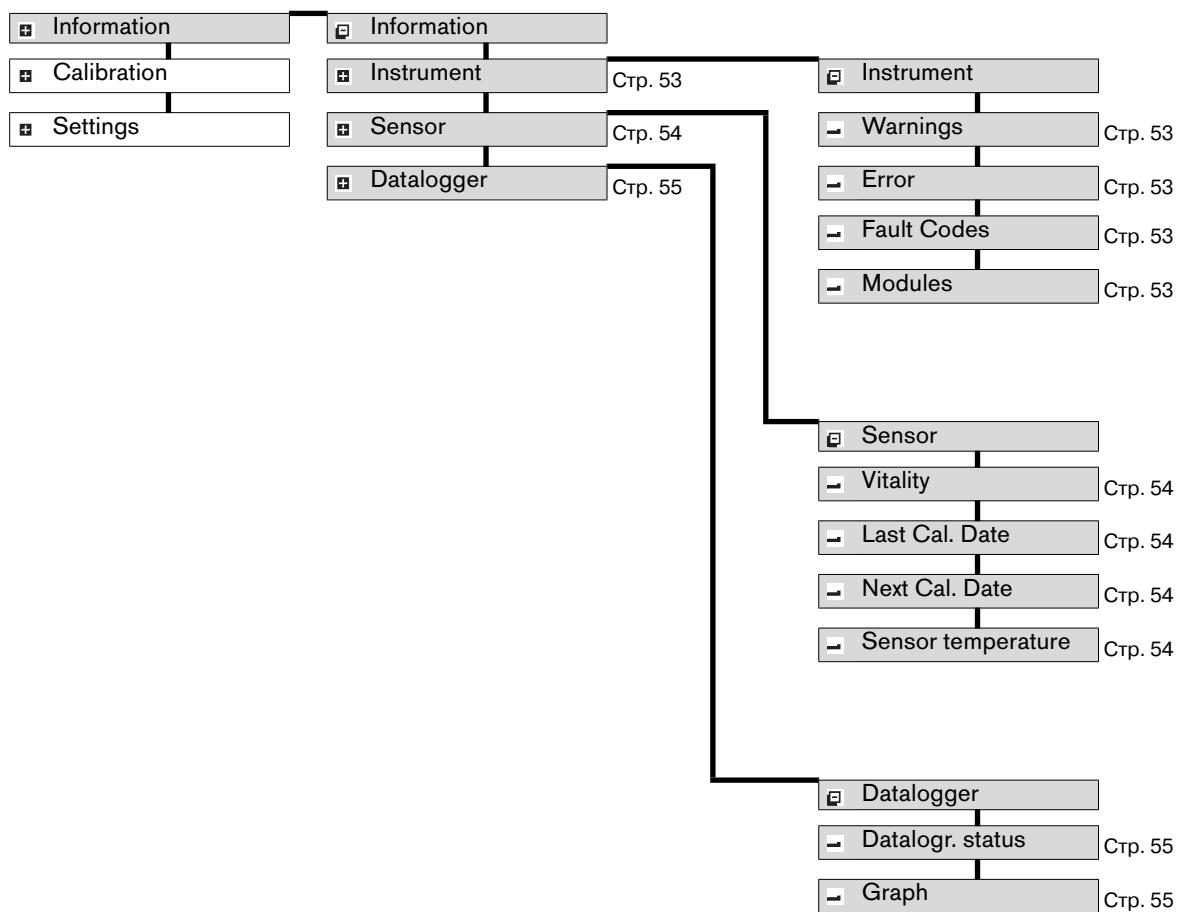 Information
Calibration
Settings
Information
Instrument Стр. 53
Sensor Стр. 54
Datalogger Стр. 55
Instrument
Warnings Стр. 53
Error Стр. 53
Fault Codes Стр. 53
Modules Стр. 53
Sensor
Vitality Стр. 54
Last Cal. Date Стр. 54
Next Cal. Date Стр. 54
Sensor temperature Стр. 54
Datalogger
Datalogr. status Стр. 55
Graph Стр. 55